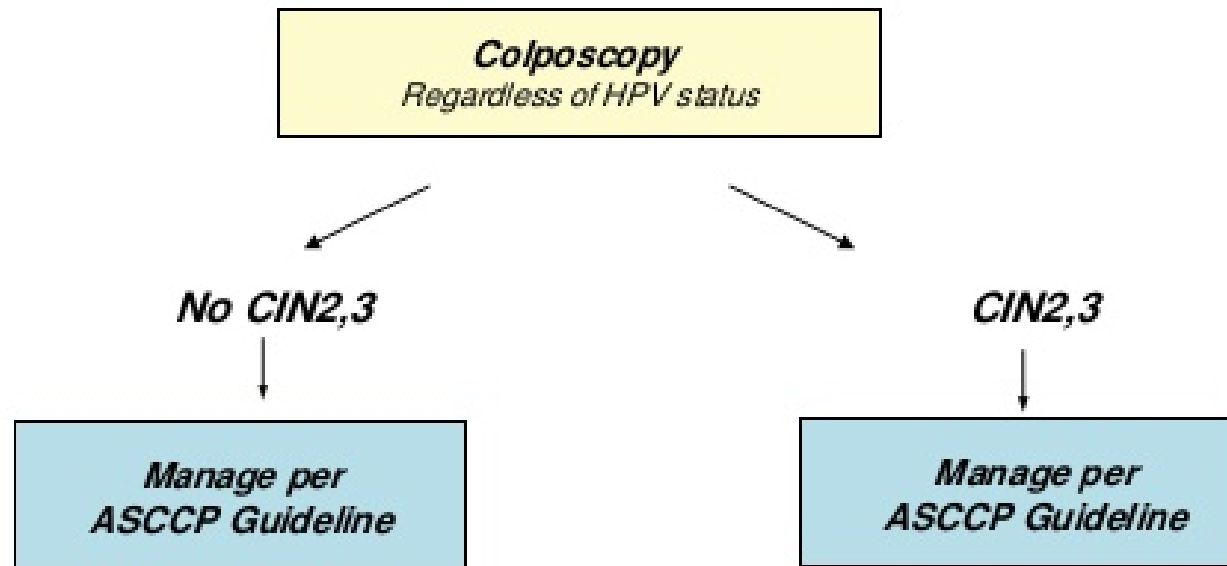 Colposcopy
Regardless of HPV status
No CIN2,3
CIN2,3
Manage per
ASCCP Guideline
Manage per
ASCCP Guideline